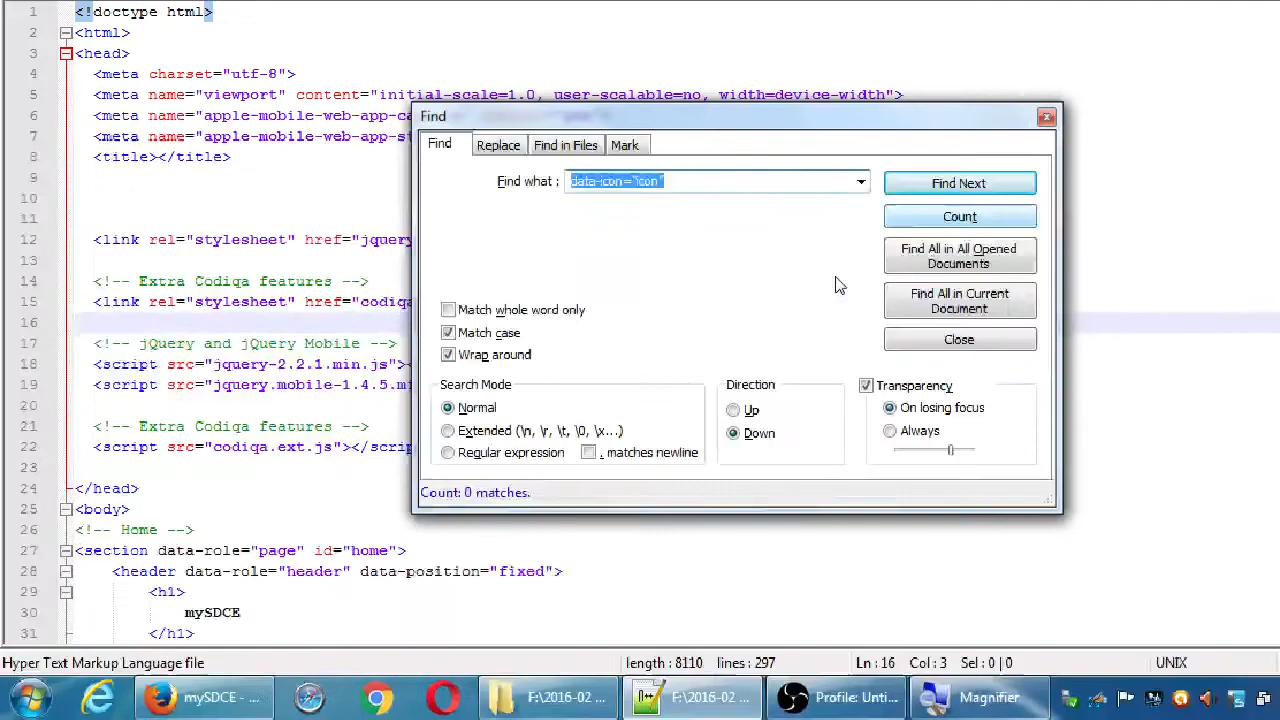 1 <!doctype html>
2 <html>
3 <head>
4 <meta charset="utf-8">
5 <meta name="viewport" content="initial-scale=1.0, user-scalable=no, width=device-width">
6 <meta name="apple-mobile-web-app-
7 <meta name="apple-mobile-web-app-
8 <title></title>
9
10
11
12 <link rel="stylesheet" href="jquery
13
14 <!-- Extra Codiqa features -->
15 <link rel="stylesheet" href="codiqa
16
17 <!-- jQuery and jQuery Mobile -->
18 <script src="jquery-2.2.1.min.js">
19 <script src="jquery.mobile-1.4.5.m
20
21 <!-- Extra Codiqa features -->
22 <script src="codiqa.ext.js"></scrip
23
24 </head>
25 <body>
26 <!-- Home -->
27 <section data-role="page" id="home">
28 <header data-role="header" data-position="fixed">
29 <h1>
30 mySDCE
31 </h1>
Find
Find Replace Find in Files Mark
Find what : data-icon="icon" Find Next
Count
Find All in All Opened
Documents
Find All in Current
Document
Match whole word only
Match case
Close
Wrap around
Search Mode Direction Transparency
Normal Up On losing focus
Extended (\n, \r, \t, \0, \x...) Down Always
Regular expression . matches newline
Count: 0 matches.
Hyper Text Markup Language file length : 8110 lines : 297 Ln : 16 Col : 3 Sel : 0 | 0 UNIX
mySDCE - ... F:\2016-02 ... F:\2016-02 ... Profile: Unti... Magnifier